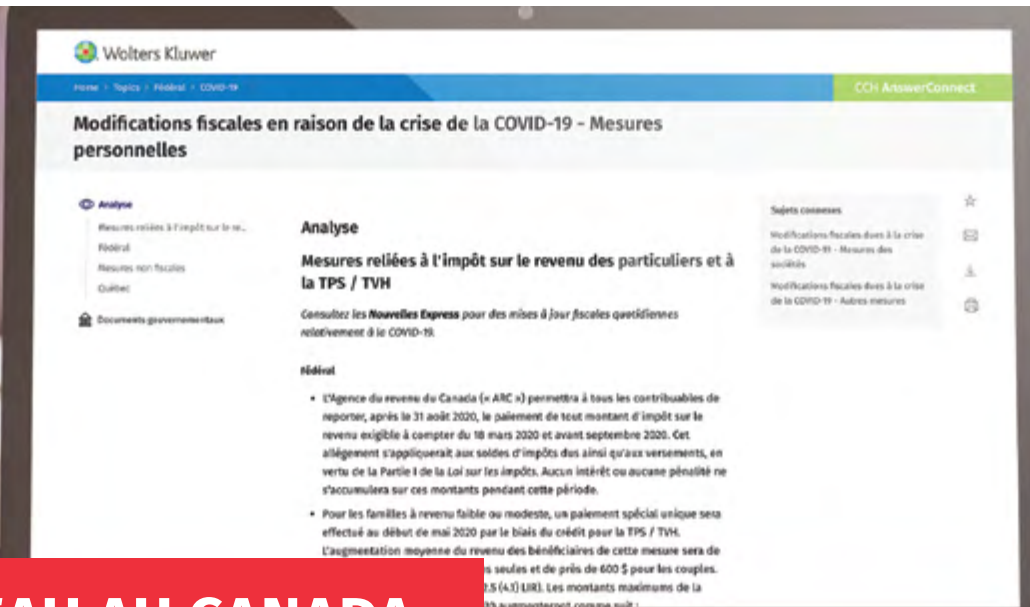 Wolters Kluwer
Home > Topics > Fédéral > COVID-19
CCH AnswerConnect
Modifications fiscales en raison de la crise de la COVID-19 - Mesures
personnelles
Analyse
Mesures reliées à l'impôt sur le re...
Fédéral
Mesures non fiscales
Québec
Documents gouvernementaux
Analyse
Mesures reliées à l'impôt sur le revenu des particuliers et à
la TPS / TVH
Consultez les Nouvelles Express pour des mises à jour fiscales quotidiennes
relativement à la COVID-19.
Fédéral
• L'Agence du revenu du Canada (« ARC ») permettra à tous les contribuables de
reporter, après le 31 août 2020, le paiement de tout montant d'impôt sur le
revenu exigible à compter du 18 mars 2020 et avant septembre 2020. Cet
allégement s'appliquerait aux soldes d'impôts dus ainsi qu'aux versements, en
vertu de la Partie I de la Loi sur les impôts. Aucun intérêt ou aucune pénalité ne
s'accumulera sur ces montants pendant cette période.
• Pour les familles à revenu faible ou modeste, un paiement spécial unique sera
effectué au début de mai 2020 par le biais du crédit pour la TPS / TVH.
L'augmentation moyenne du revenu des bénéficiaires de cette mesure sera de
s seules et de près de 600 $ pour les couples.
2.5 (4.1) LIR). Les montants maximums de la
augmenteront comme suit :
Sujets connexes
Modifications fiscales dues à la crise
de la COVID-19 - Mesures des
sociétés
Modifications fiscales dues à la crise
de la COVID-19 - Autres mesures
AU CANADA